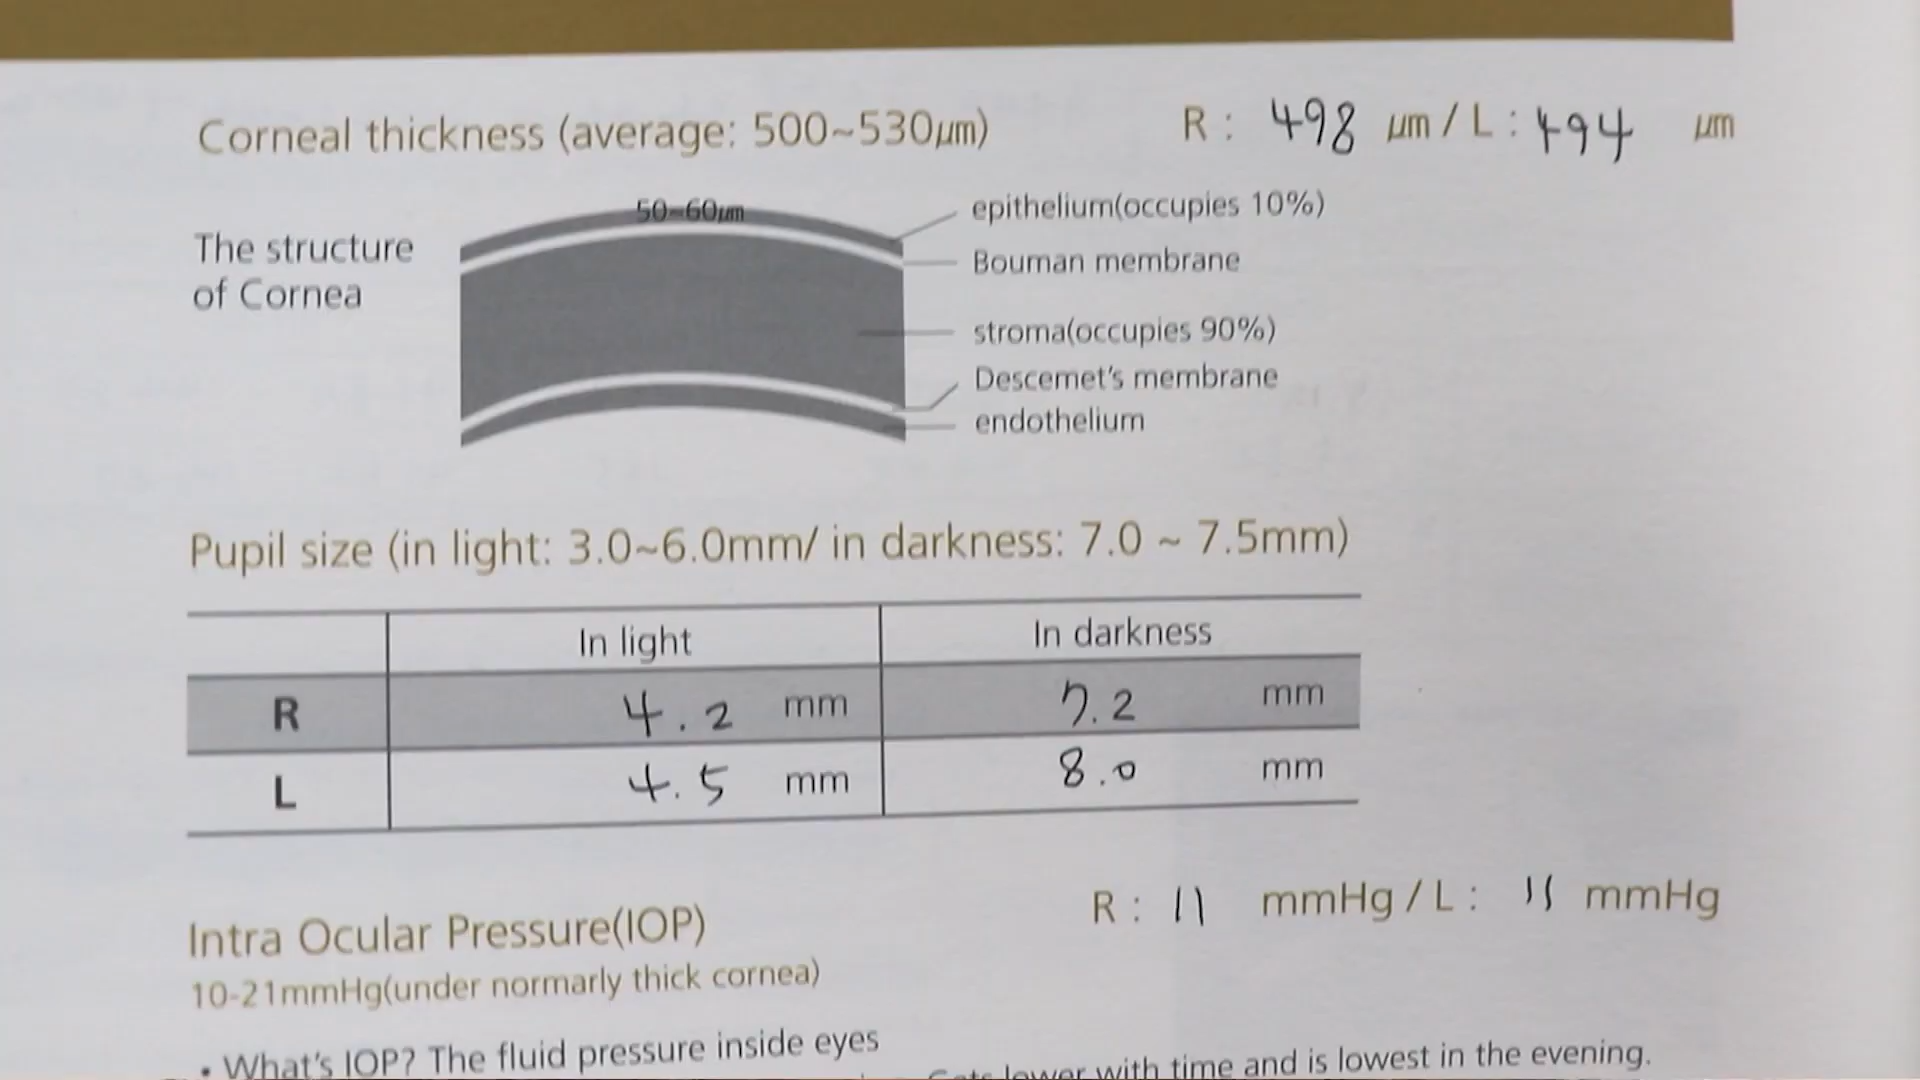 Corneal thickness (average: 500~530μm) R : 498 μm / L : 494 μm
50~60μm
The structure
of Cornea
epithelium(occupies 10%)
Bouman membrane
stroma(occupies 90%)
Descemet's membrane
endothelium
Pupil size (in light: 3.0~6.0mm/ in darkness: 7.0 ~ 7.5mm)
In light In darkness
R 4.2 mm 7.2 mm
L 4.5 mm 8.0 mm
Intra Ocular Pressure(IOP) R : 11 mmHg / L : 11 mmHg
10-21mmHg(under normarly thick cornea)
• What's IOP? The fluid pressure inside eyes
Gets lower with time and is lowest in the evening.